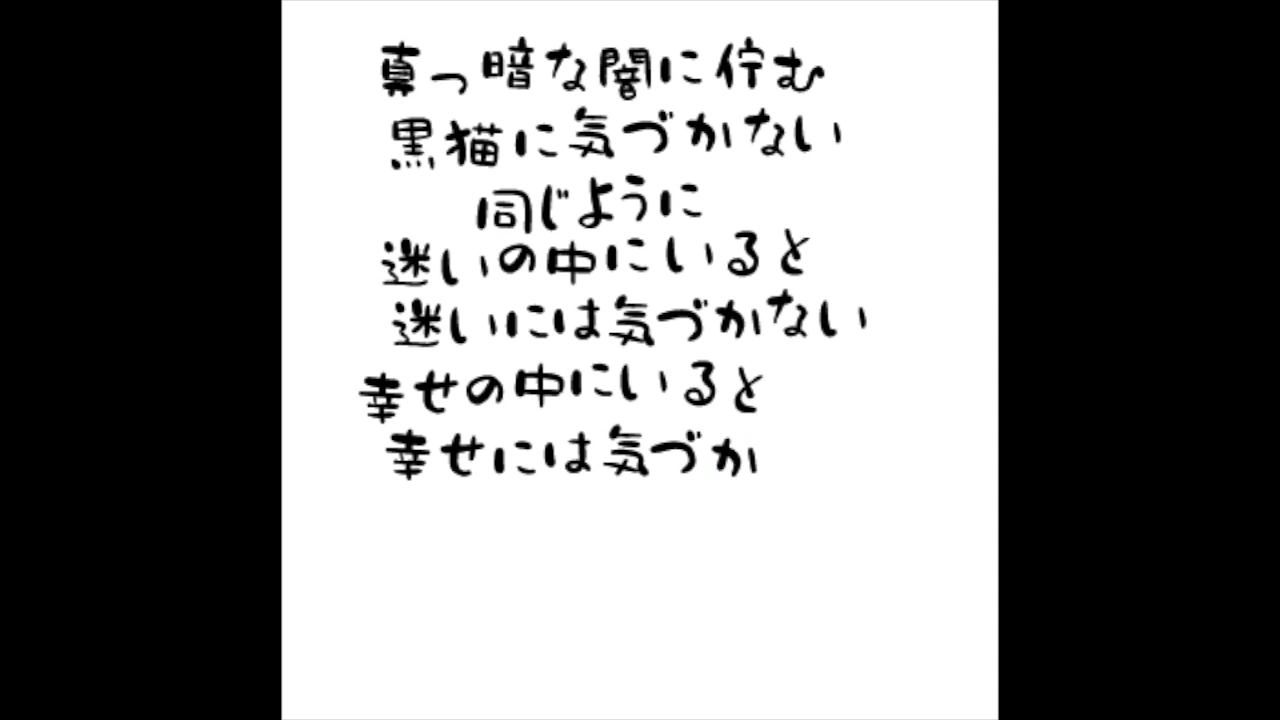 真っ暗な闇に佇む
黒猫に気づかない
同じように
迷いの中にいると
迷いには気づかない
幸せの中にいると
幸せには気づか